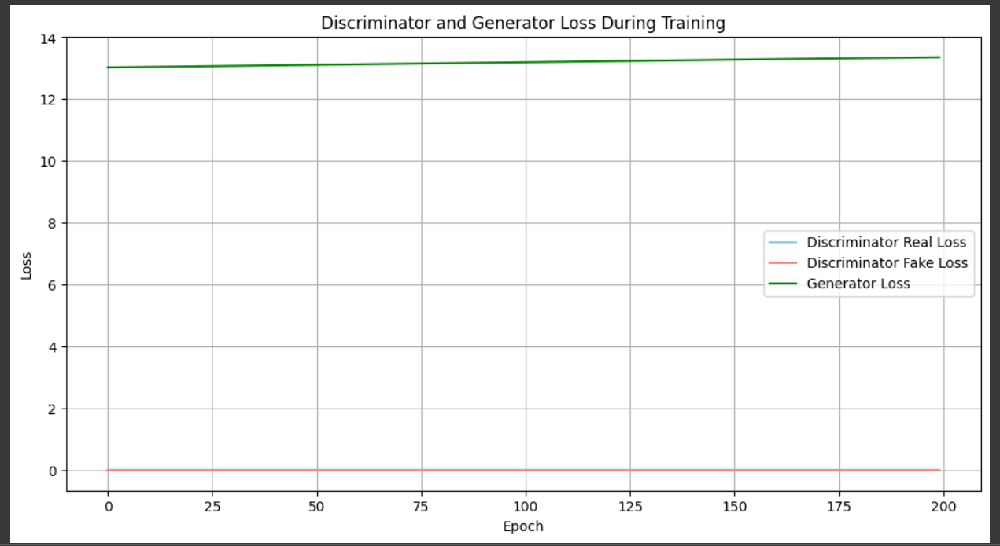 Discriminator and Generator Loss During Training
14
12
10
8
6
4
2
0
Loss
Discriminator Real Loss
Discriminator Fake Loss
Generator Loss
0 25 50 75 100 125 150 175 200
Epoch